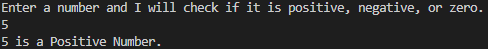 Enter a number and I will check if it is positive, negative, or zero.
5
5 is a Positive Number.